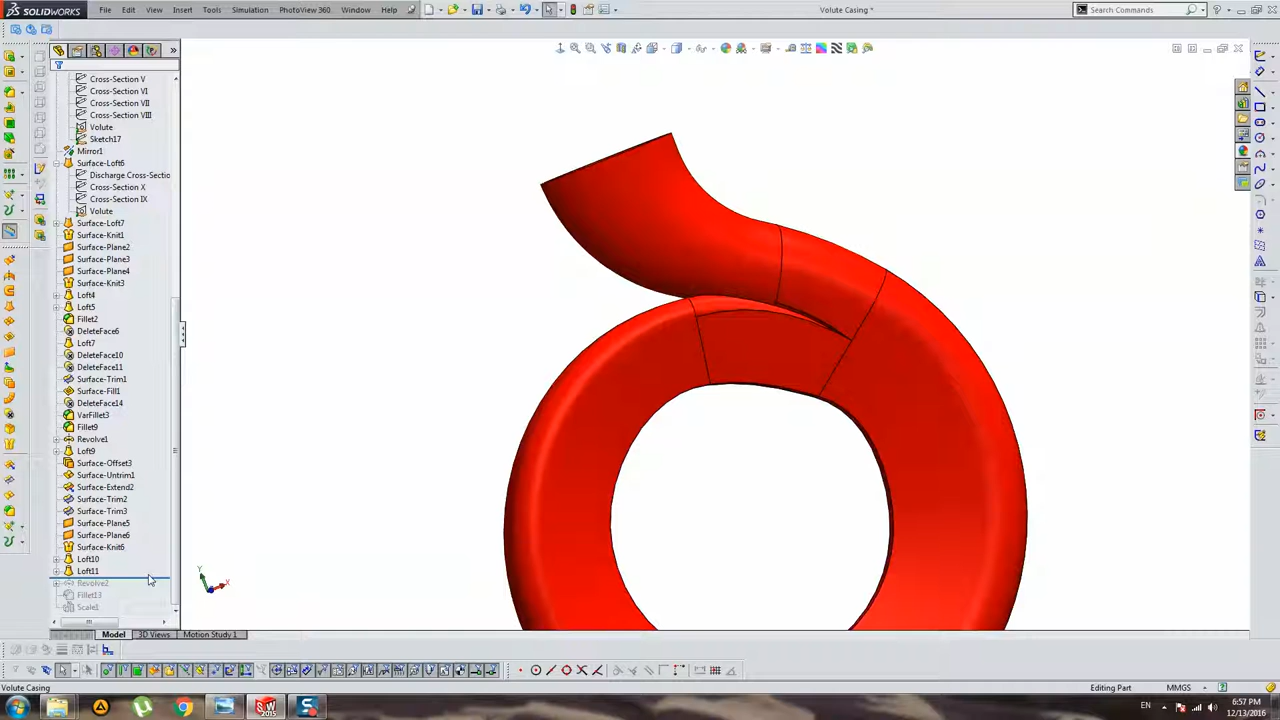 SOLIDWORKS File Edit View Insert Tools Simulation PhotoView 360 Window Help Volute Casing * Search Commands
Cross-Section V
Cross-Section VI
Cross-Section VII
Cross-Section VIII
Volute
Sketch17
Mirror1
Surface-Loft6
Discharge Cross-Sectio
Cross-Section X
Cross-Section IX
Volute
Surface-Loft7
Surface-Knit1
Surface-Plane2
Surface-Plane3
Surface-Plane4
Surface-Knit3
Loft4
Loft5
Fillet2
DeleteFace6
Loft7
DeleteFace10
DeleteFace11
Surface-Trim1
Surface-Fill1
DeleteFace14
VarFillet3
Fillet9
Revolve1
Loft9
Surface-Offset3
Surface-Untrim1
Surface-Extend2
Surface-Trim2
Surface-Trim3
Surface-Plane5
Surface-Plane6
Surface-Knit6
Loft10
Loft11
Revolve2
Fillet13
Scale1
Y
X
Model 3D Views Motion Study 1
Volute Casing Editing Part MMGS
SW
2015
EN 6:57 PM
12/13/2016